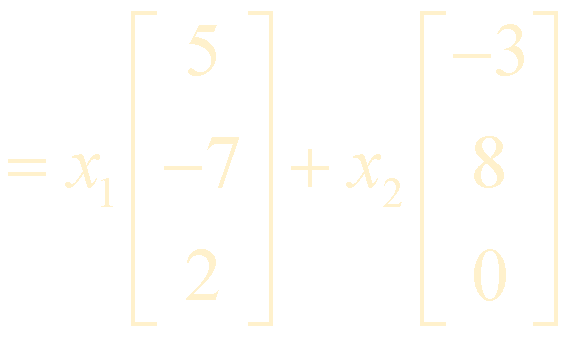 = x₁ [5 −7 2] + x₂ [−3 8 0]